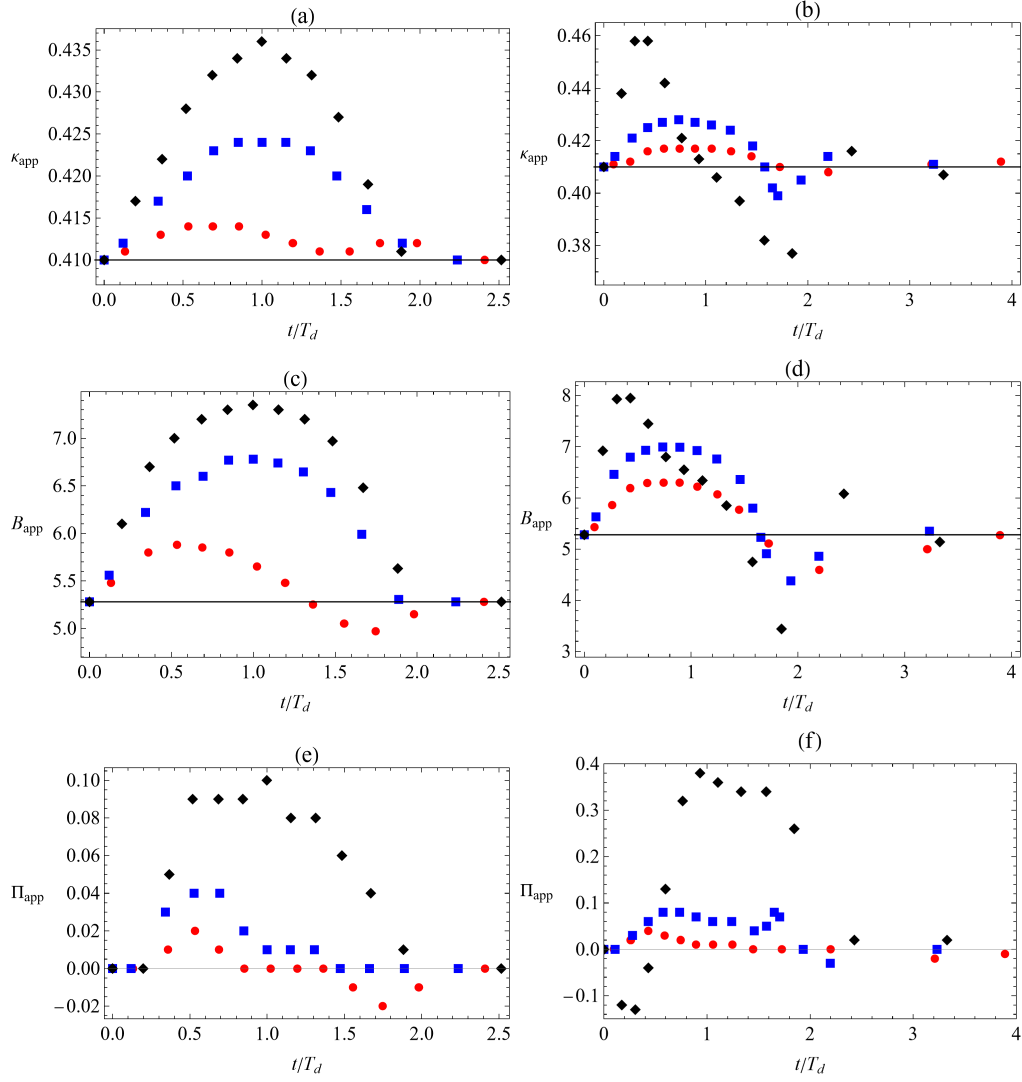 (a)
0.435
0.430
0.425
κapp
0.420
0.415
0.410
0.0 0.5 1.0 1.5 2.0 2.5
t/Td
(b)
0.46
0.44
0.42
κapp
0.40
0.38
0 1 2 3 4
t/Td
(c)
7.0
6.5
Bapp
6.0
5.5
5.0
0.0 0.5 1.0 1.5 2.0 2.5
t/Td
(d)
8
7
6
Bapp
5
4
3
0 1 2 3 4
t/Td
(e)
0.10
0.08
0.06
Πapp
0.04
0.02
0.00
−0.02
0.0 0.5 1.0 1.5 2.0 2.5
t/Td
(f)
0.4
0.3
0.2
Πapp
0.1
0.0
−0.1
0 1 2 3 4
t/Td